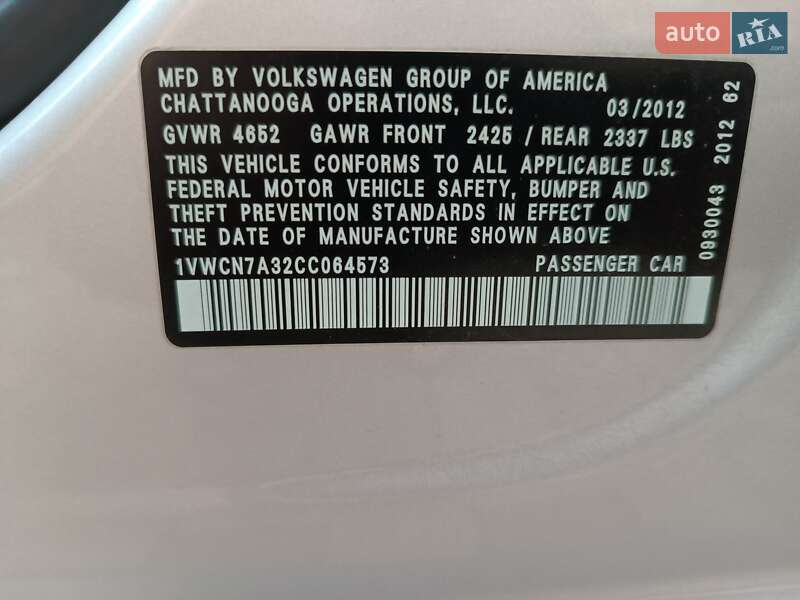 auto RIA .com
MFD BY VOLKSWAGEN GROUP OF AMERICA
CHATTANOOGA OPERATIONS, LLC. 03/2012
GVWR 4652 GAWR FRONT 2425 / REAR 2337 LBS
THIS VEHICLE CONFORMS TO ALL APPLICABLE U.S.
FEDERAL MOTOR VEHICLE SAFETY, BUMPER AND
THEFT PREVENTION STANDARDS IN EFFECT ON
THE DATE OF MANUFACTURE SHOWN ABOVE
1VWCN7A32CC064573 PASSENGER CAR
0930043 2012 62